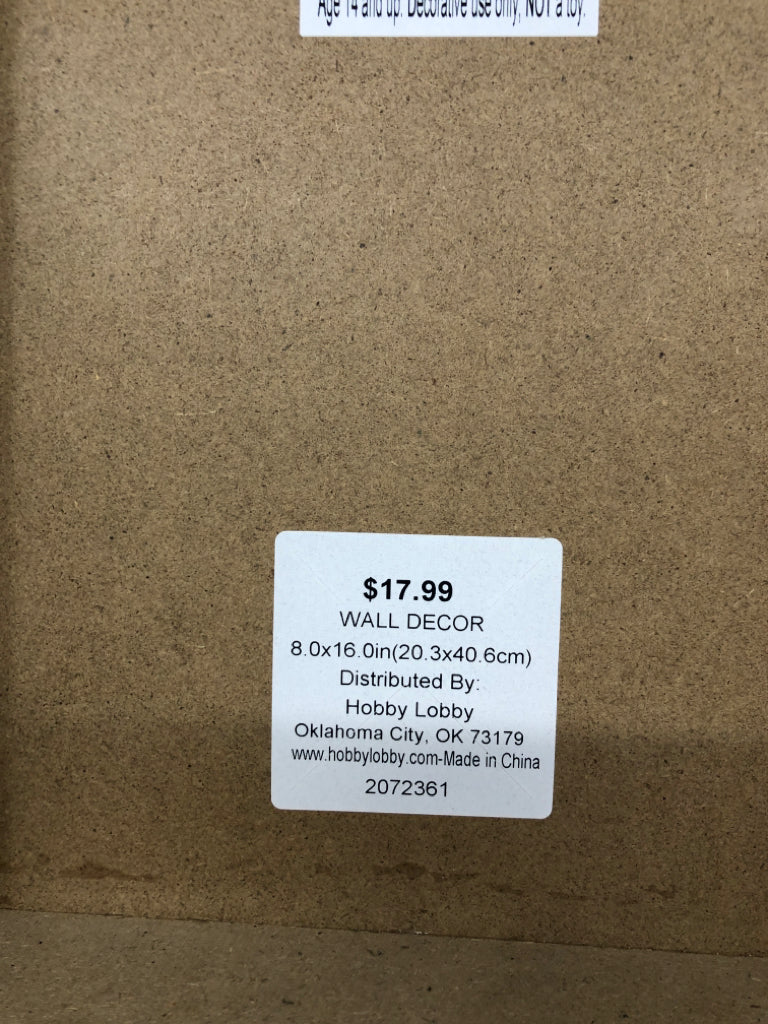 Age 14 and up. Decorative use only, NOT a toy.
$17.99
WALL DECOR
8.0x16.0in(20.3x40.6cm)
Distributed By:
Hobby Lobby
Oklahoma City, OK 73179
www.hobbylobby.com-Made in China
2072361